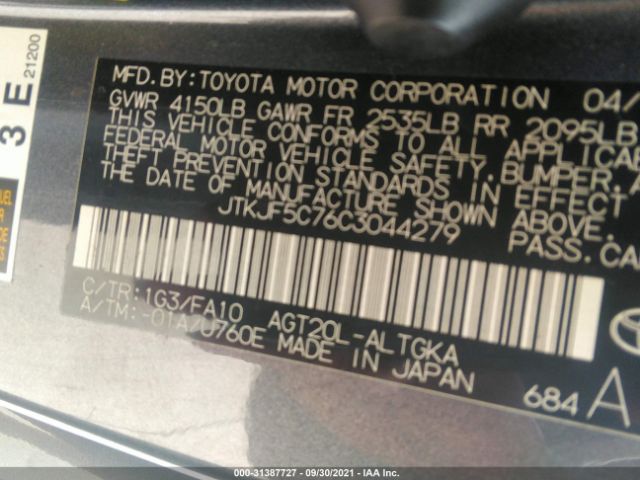 3 E
21200
MFD.BY:TOYOTA MOTOR CORPORATION 04/
GVWR 4150LB GAWR FR 2535LB RR 2095LB
THIS VEHICLE CONFORMS TO ALL APPLICA
FEDERAL MOTOR VEHICLE SAFETY.BUMPER.
THEFT PREVENTION STANDARDS IN EFFECT
THE DATE OF MANUFACTURE SHOWN ABOVE.
JTKJF5C76C3044279 PASS.CA
C/TR:1G3/FA10 AGT20L-ALTGKA
A/TM:-01A/U760E MADE IN JAPAN
684 A
000-31387727 - 09/30/2021 - IAA Inc.